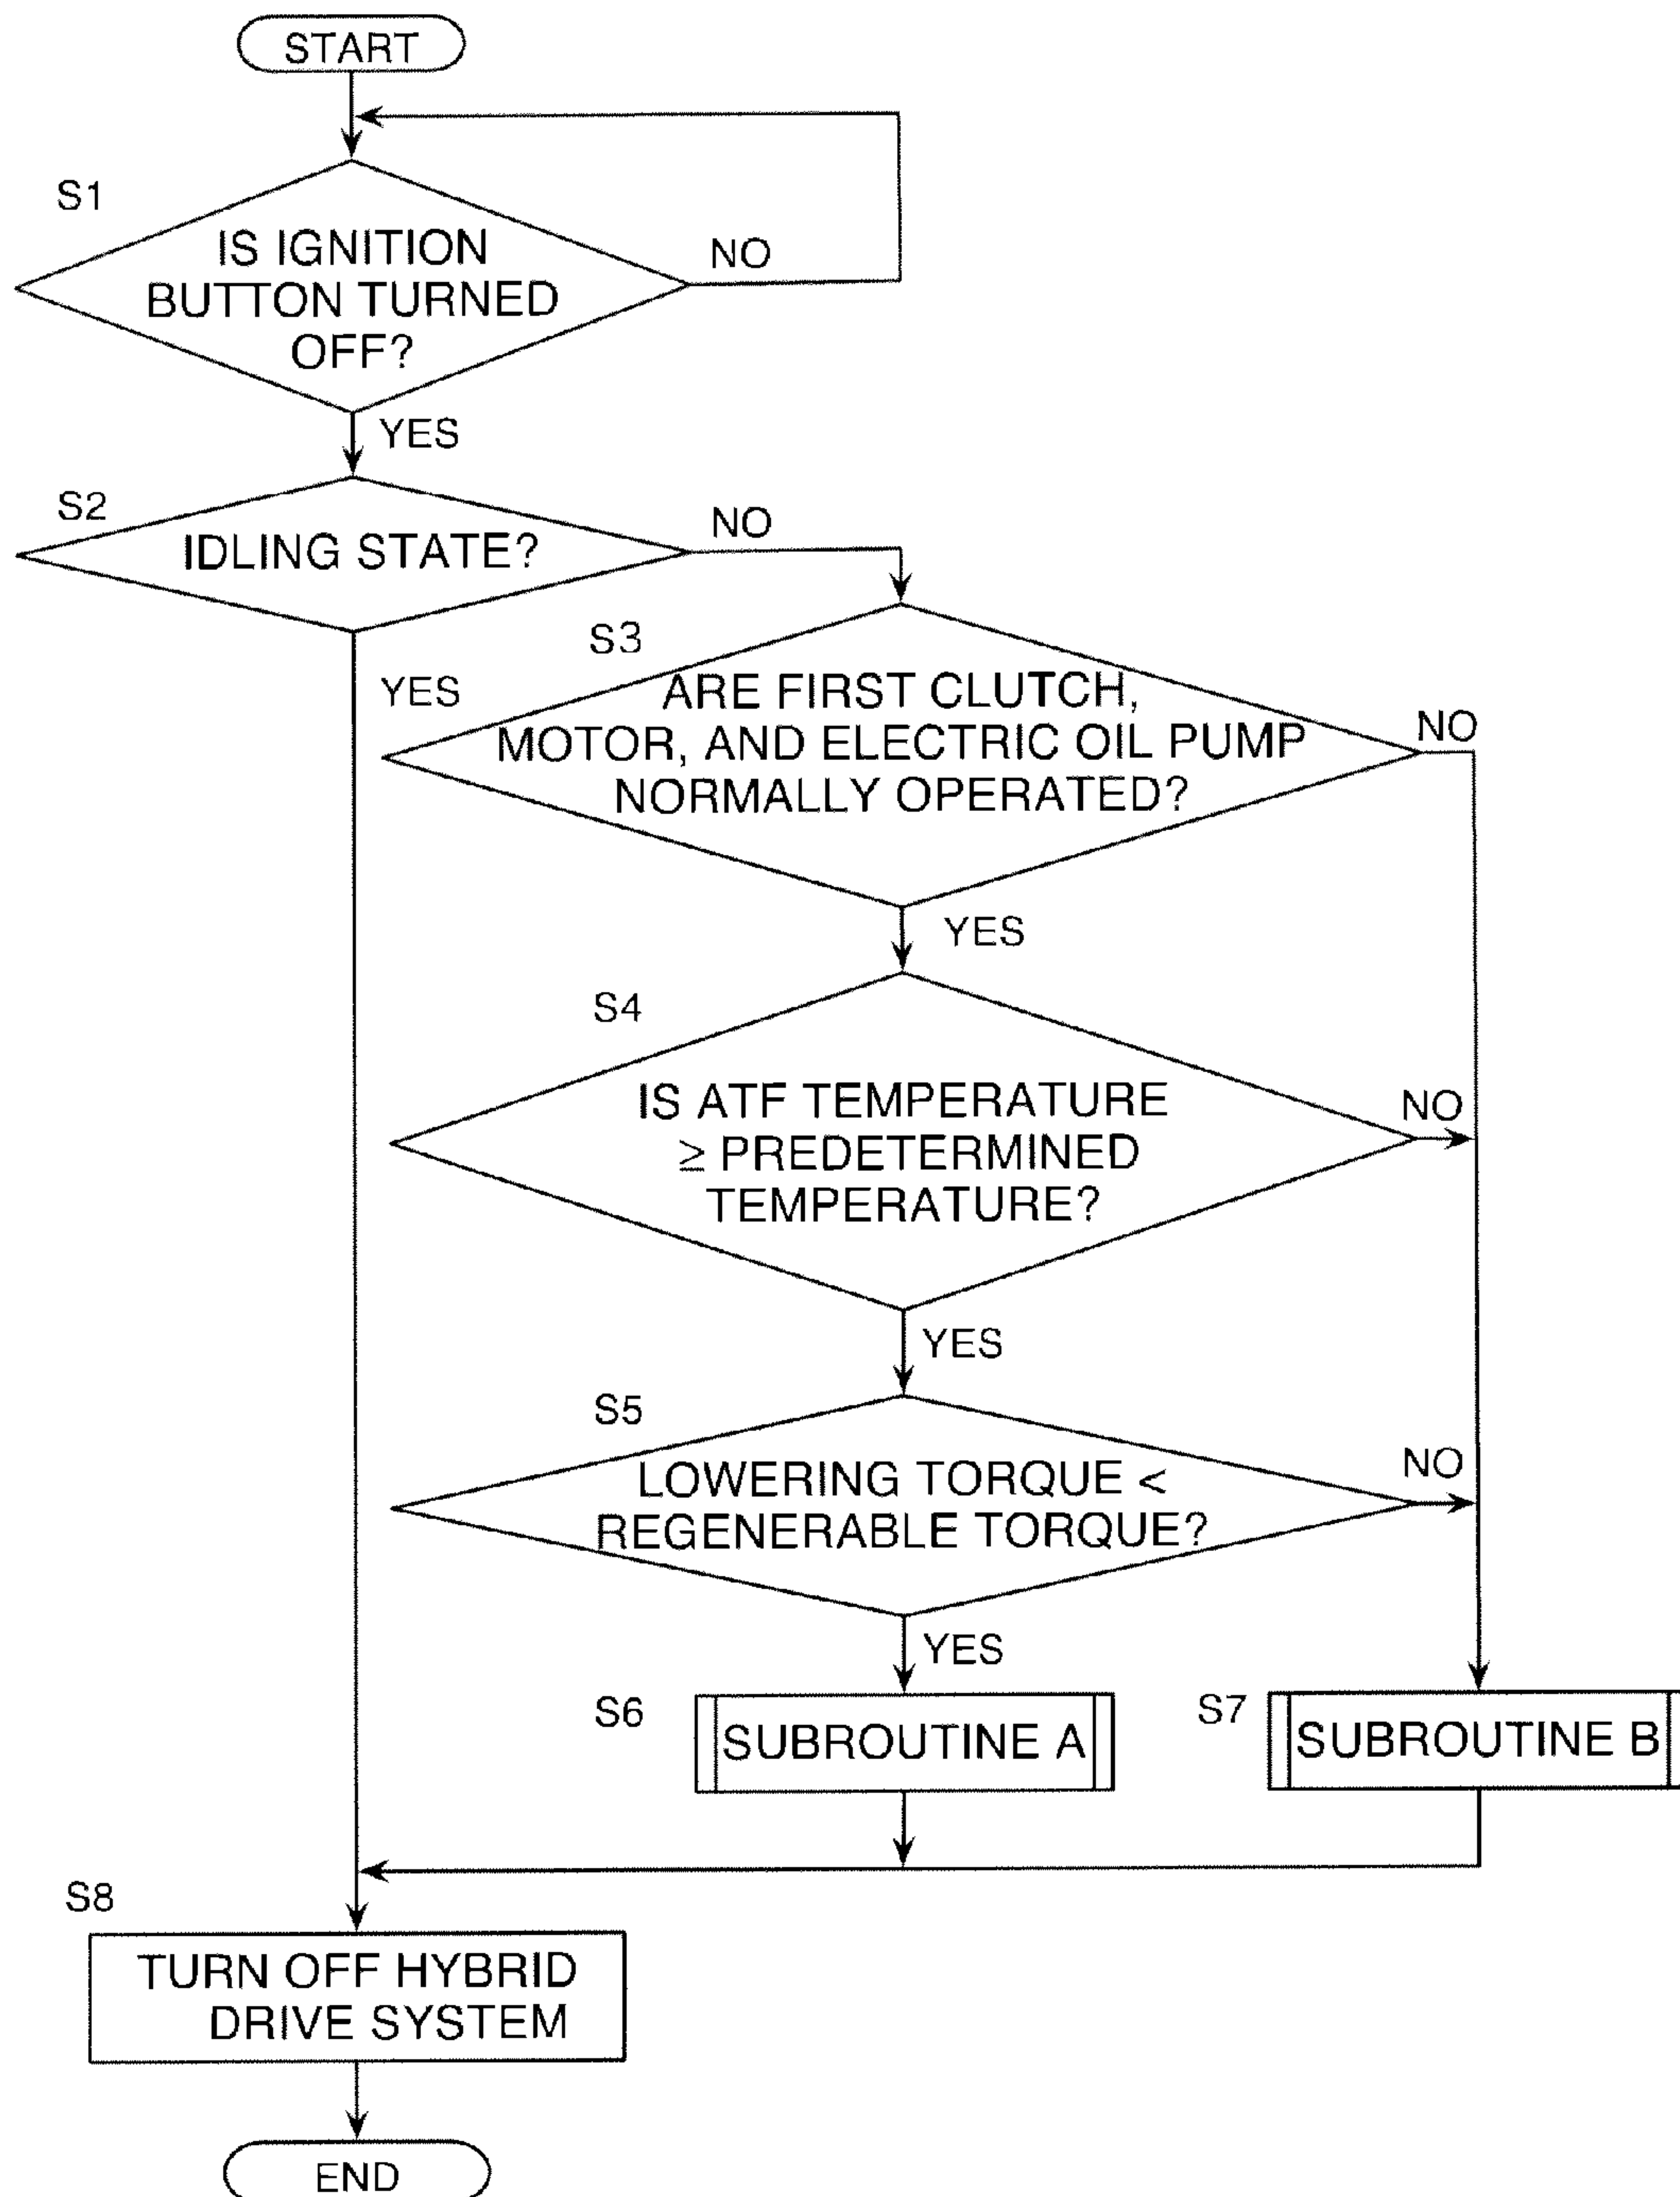 START
S1
IS IGNITION
BUTTON TURNED
OFF?
NO
YES
S2
IDLING STATE?
NO
YES
S3
ARE FIRST CLUTCH,
MOTOR, AND ELECTRIC OIL PUMP
NORMALLY OPERATED?
NO
YES
S4
IS ATF TEMPERATURE
≥ PREDETERMINED
TEMPERATURE?
NO
YES
S5
LOWERING TORQUE <
REGENERABLE TORQUE?
NO
YES
S6
SUBROUTINE A
S7
SUBROUTINE B
S8
TURN OFF HYBRID
DRIVE SYSTEM
END